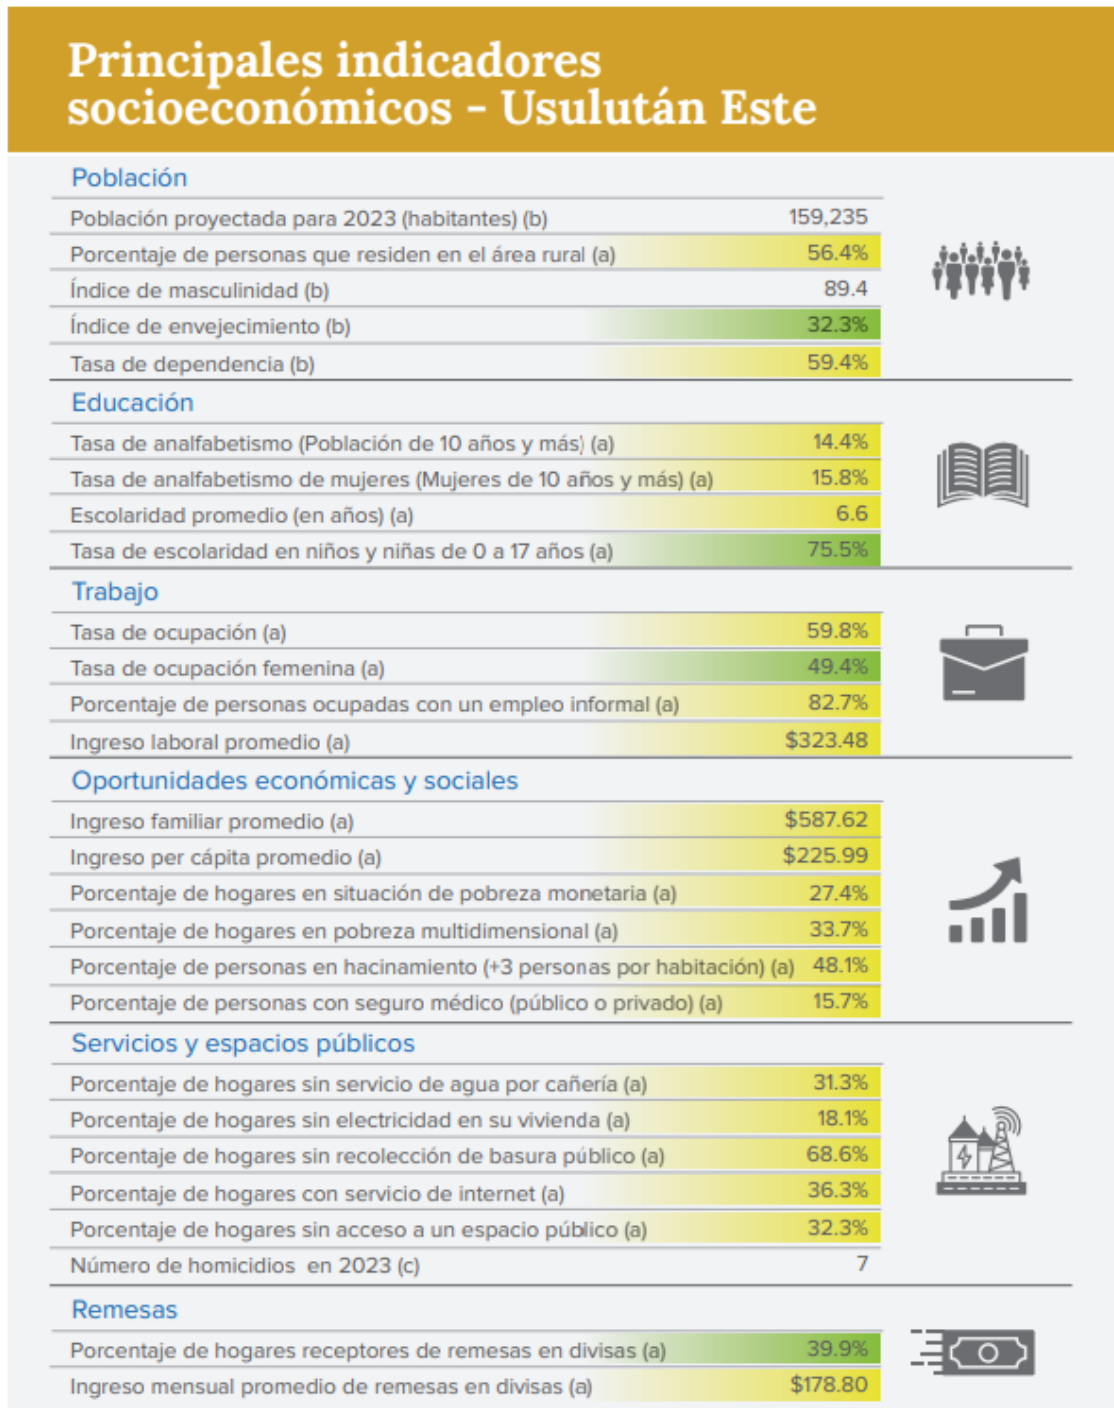 Principales indicadores
socioeconómicos - Usulután Este
Población
Población proyectada para 2023 (habitantes) (b) 159,235
Porcentaje de personas que residen en el área rural (a) 56.4%
Índice de masculinidad (b) 89.4
Índice de envejecimiento (b) 32.3%
Tasa de dependencia (b) 59.4%
Educación
Tasa de analfabetismo (Población de 10 años y más) (a) 14.4%
Tasa de analfabetismo de mujeres (Mujeres de 10 años y más) (a) 15.8%
Escolaridad promedio (en años) (a) 6.6
Tasa de escolaridad en niños y niñas de 0 a 17 años (a) 75.5%
Trabajo
Tasa de ocupación (a) 59.8%
Tasa de ocupación femenina (a) 49.4%
Porcentaje de personas ocupadas con un empleo informal (a) 82.7%
Ingreso laboral promedio (a) $323.48
Oportunidades económicas y sociales
Ingreso familiar promedio (a) $587.62
Ingreso per cápita promedio (a) $225.99
Porcentaje de hogares en situación de pobreza monetaria (a) 27.4%
Porcentaje de hogares en pobreza multidimensional (a) 33.7%
Porcentaje de personas en hacinamiento (+3 personas por habitación) (a) 48.1%
Porcentaje de personas con seguro médico (público o privado) (a) 15.7%
Servicios y espacios públicos
Porcentaje de hogares sin servicio de agua por cañería (a) 31.3%
Porcentaje de hogares sin electricidad en su vivienda (a) 18.1%
Porcentaje de hogares sin recolección de basura público (a) 68.6%
Porcentaje de hogares con servicio de internet (a) 36.3%
Porcentaje de hogares sin acceso a un espacio público (a) 32.3%
Número de homicidios en 2023 (c) 7
Remesas
Porcentaje de hogares receptores de remesas en divisas (a) 39.9%
Ingreso mensual promedio de remesas en divisas (a) $178.80